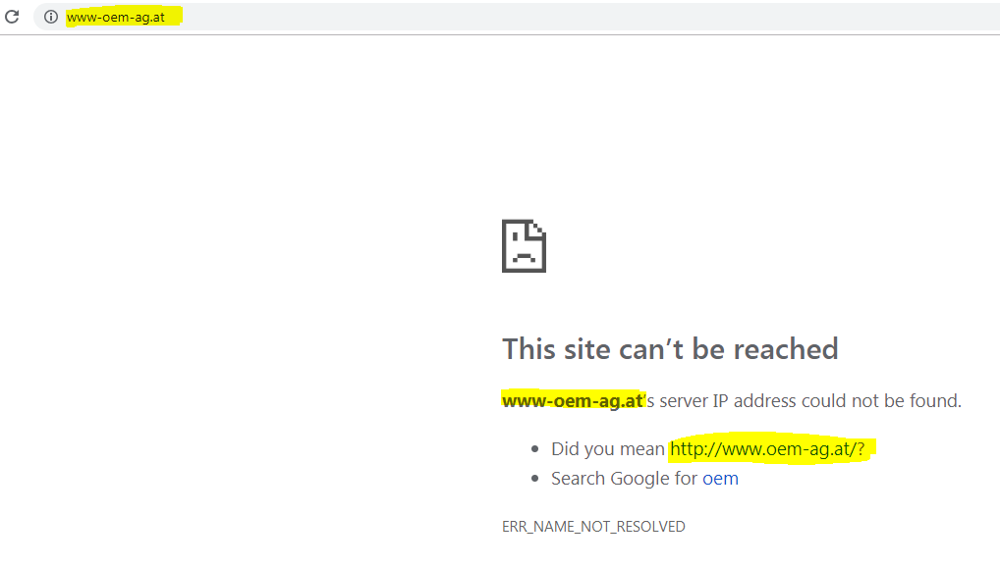 www-oem-ag.at
This site can’t be reached
www-oem-ag.at’s server IP address could not be found.
• Did you mean http://www.oem-ag.at/?
• Search Google for oem
ERR_NAME_NOT_RESOLVED